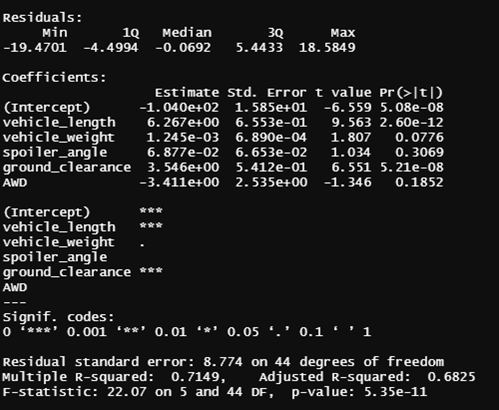 Residuals:
     Min       1Q   Median       3Q      Max
-19.4701  -4.4994  -0.0692   5.4433  18.5849

Coefficients:
                   Estimate Std. Error t value Pr(>|t|)
(Intercept)      -1.040e+02  1.585e+01  -6.559 5.08e-08
vehicle_length    6.267e+00  6.553e-01   9.563 2.60e-12
vehicle_weight    1.245e-03  6.890e-04   1.807   0.0776
spoiler_angle     6.877e-02  6.653e-02   1.034   0.3069
ground_clearance  3.546e+00  5.412e-01   6.551 5.21e-08
AWD              -3.411e+00  2.535e+00  -1.346   0.1852

(Intercept)      ***
vehicle_length   ***
vehicle_weight   .
spoiler_angle
ground_clearance ***
AWD
---
Signif. codes:
0 ‘***’ 0.001 ‘**’ 0.01 ‘*’ 0.05 ‘.’ 0.1 ‘ ’ 1

Residual standard error: 8.774 on 44 degrees of freedom
Multiple R-squared:  0.7149,	Adjusted R-squared:  0.6825
F-statistic: 22.07 on 5 and 44 DF,  p-value: 5.35e-11